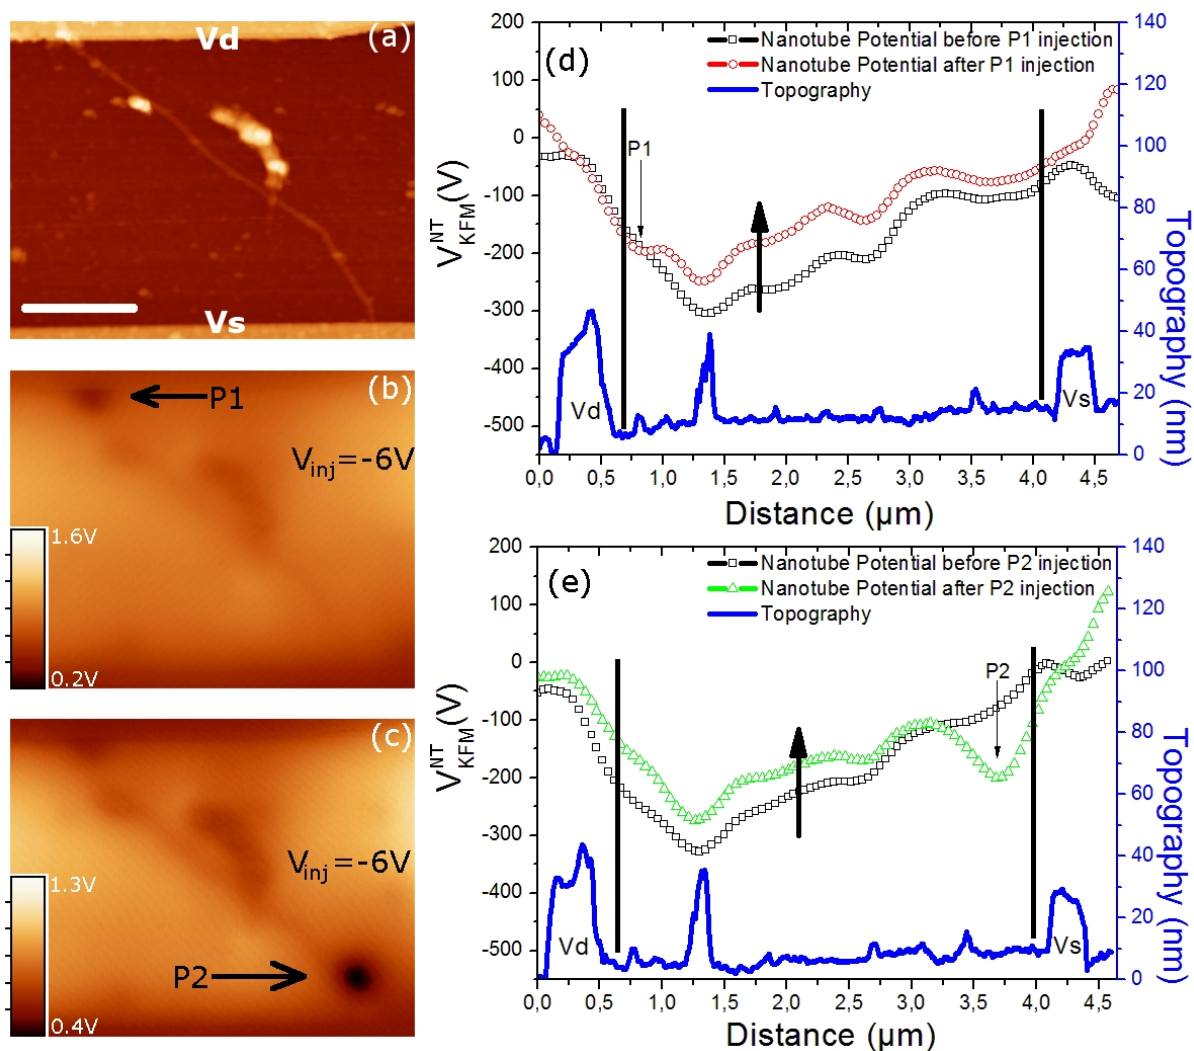 Vd
(a)
Vs
(b)
P1
Vinj=-6V
1.6V
0.2V
(c)
Vinj=-6V
1.3V
P2
0.4V
(d)
Nanotube Potential before P1 injection
Nanotube Potential after P1 injection
Topography
P1
Vd
Vs
200
100
0
-100
-200
-300
-400
-500
V^NT_KFM(V)
140
120
100
80
60
40
20
0
Topography (nm)
0,0 0,5 1,0 1,5 2,0 2,5 3,0 3,5 4,0 4,5
Distance (µm)
(e)
Nanotube Potential before P2 injection
Nanotube Potential after P2 injection
Topography
P2
Vd
Vs
200
100
0
-100
-200
-300
-400
-500
V^NT_KFM(V)
140
120
100
80
60
40
20
0
Topography (nm)
0,0 0,5 1,0 1,5 2,0 2,5 3,0 3,5 4,0 4,5
Distance (µm)